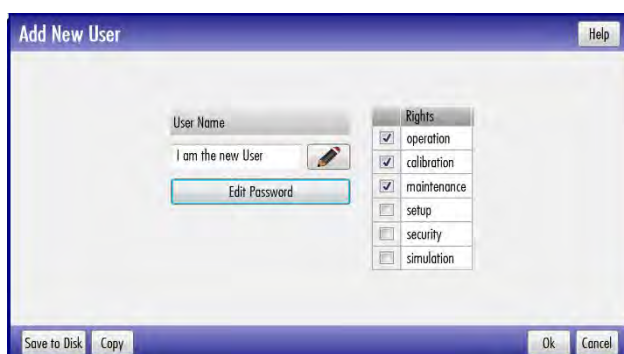 Add New User
Help
User Name
I am the new User
Edit Password
Rights
operation
calibration
maintenance
setup
security
simulation
Save to Disk Copy Ok Cancel